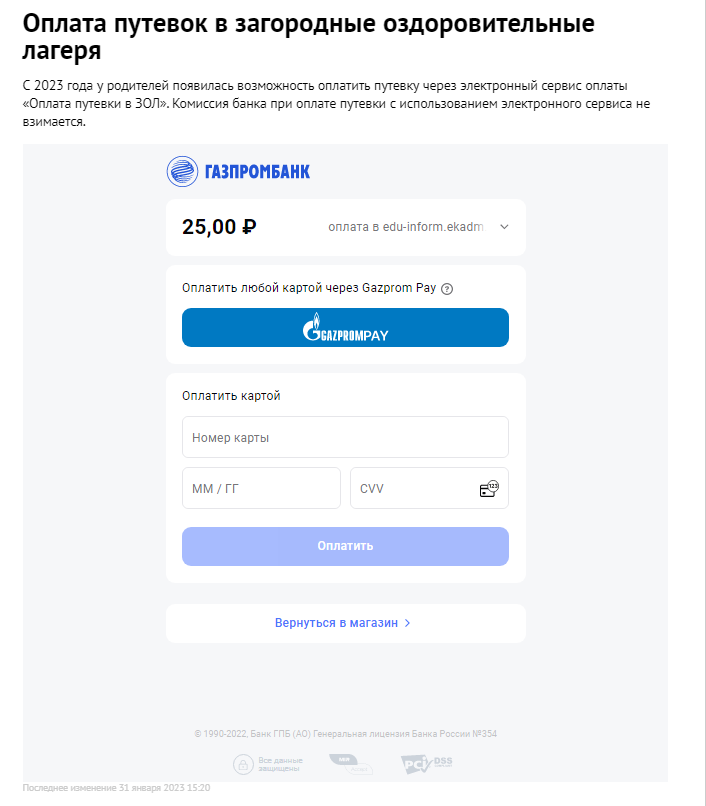 Оплата путевок в загородные оздоровительные
лагеря
С 2023 года у родителей появилась возможность оплатить путевку через электронный сервис оплаты
«Оплата путевки в ЗОЛ». Комиссия банка при оплате путевки с использованием электронного сервиса не
взимается.
ГАЗПРОМБАНК
25,00 ₽ оплата в edu-inform.ekadm
Оплатить любой картой через Gazprom Pay ?
GAZPROMPAY
Оплатить картой
Номер карты
ММ / ГГ CVV 123
Оплатить
Вернуться в магазин
© 1990-2022, Банк ГПБ (АО) Генеральная лицензия Банка России №354
Все данные
защищены
PCI DSS
Последнее изменение 31 января 2023 15:20